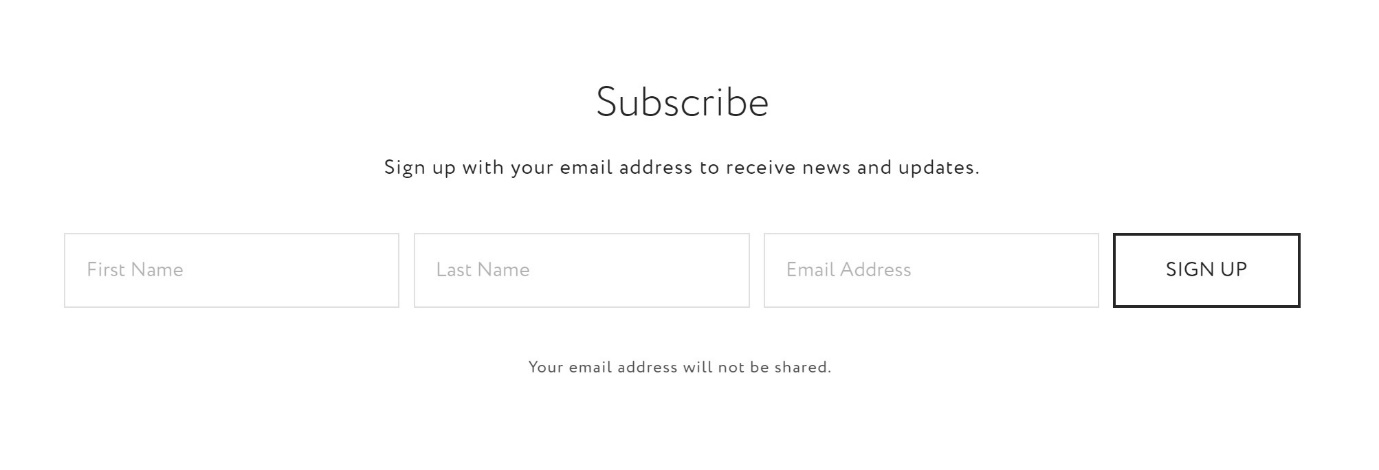 Subscribe
Sign up with your email address to receive news and updates.
First Name
Last Name
Email Address
SIGN UP
Your email address will not be shared.